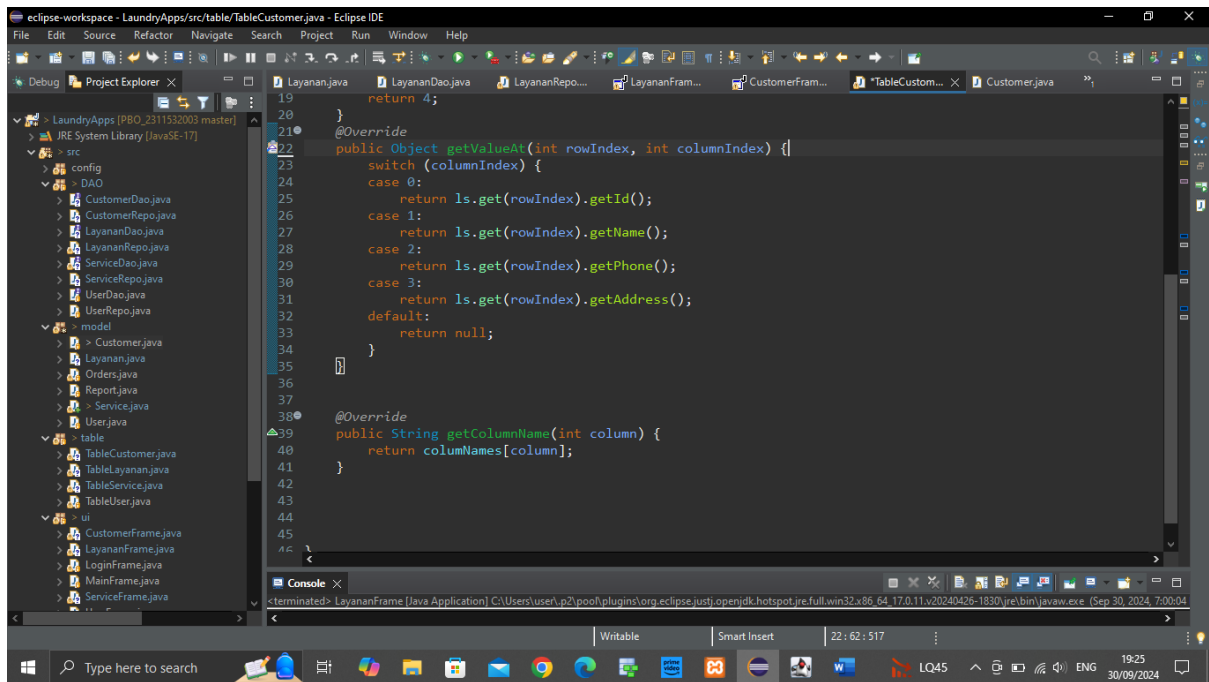 eclipse-workspace - LaundryApps/src/table/TableCustomer.java - Eclipse IDE
File Edit Source Refactor Navigate Search Project Run Window Help
Debug Project Explorer
Layanan.java LayananDao.java LayananRepo.... LayananFram... CustomerFram... *TableCustom... Customer.java
> LaundryApps [PBO_2311532003 master]
JRE System Library [JavaSE-17]
> src
config
> DAO
CustomerDao.java
CustomerRepo.java
LayananDao.java
LayananRepo.java
ServiceDao.java
ServiceRepo.java
UserDao.java
UserRepo.java
> model
> Customer.java
Layanan.java
Orders.java
Report.java
> Service.java
User.java
> table
TableCustomer.java
TableLayanan.java
TableService.java
TableUser.java
> ui
CustomerFrame.java
LayananFrame.java
LoginFrame.java
MainFrame.java
ServiceFrame.java
19 return 4;
20 }
21 @Override
22 public Object getValueAt(int rowIndex, int columnIndex) {
23 switch (columnIndex) {
24 case 0:
25 return ls.get(rowIndex).getId();
26 case 1:
27 return ls.get(rowIndex).getName();
28 case 2:
29 return ls.get(rowIndex).getPhone();
30 case 3:
31 return ls.get(rowIndex).getAddress();
32 default:
33 return null;
34 }
35 }
36
37
38 @Override
39 public String getColumnName(int column) {
40 return columNames[column];
41 }
42
43
44
45
46 }
Console
<terminated> LayananFrame [Java Application] C:\Users\user\.p2\pool\plugins\org.eclipse.justj.openjdk.hotspot.jre.full.win32.x86_64_17.0.11.v20240426-1830\jre\bin\javaw.exe (Sep 30, 2024, 7:00:04
Writable Smart Insert 22 : 62 : 517
Type here to search
prime video
LQ45
ENG
19:25
30/09/2024